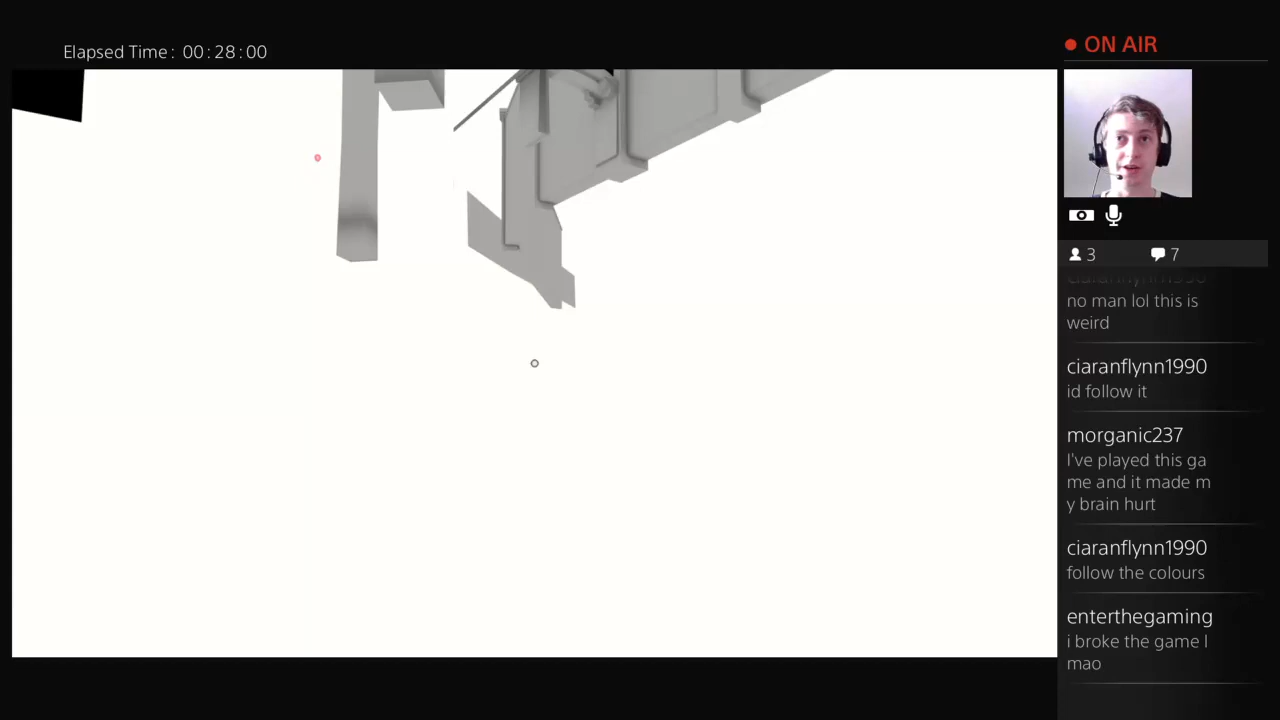 Elapsed Time: 00:28:00
ON AIR
3 7
no man lol this is
weird
ciaranflynn1990
id follow it
morganic237
I've played this ga
me and it made m
y brain hurt
ciaranflynn1990
follow the colours
enterthegaming
i broke the game l
mao